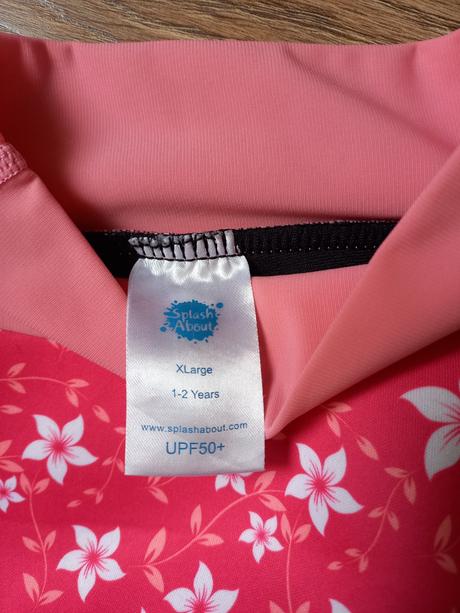 Splash
About
XLarge
1-2 Years
www.splashabout.com
UPF50+